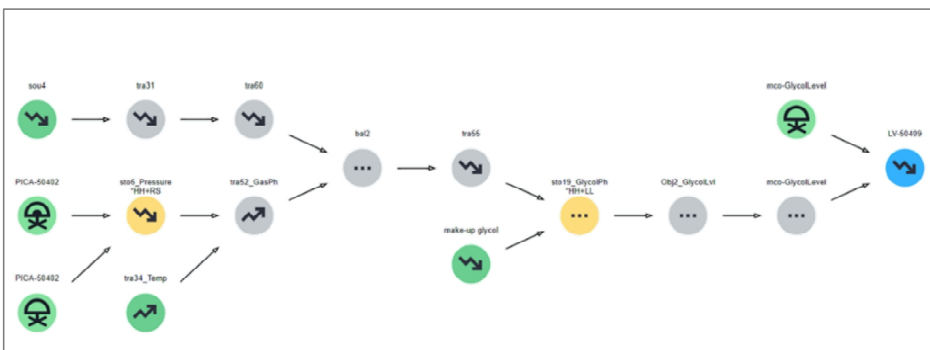 sou4
tra31
tra60
mco-GlycolLevel
bal2
tra55
LV-50409
PICA-50402
sto5_Pressure
*HH+RS
tra52_GasPh
sto19_GlycolPh
*HH+LL
Obj2_GlycolLvl
mco-GlycolLevel
make-up glycol
PICA-50402
tra34_Temp